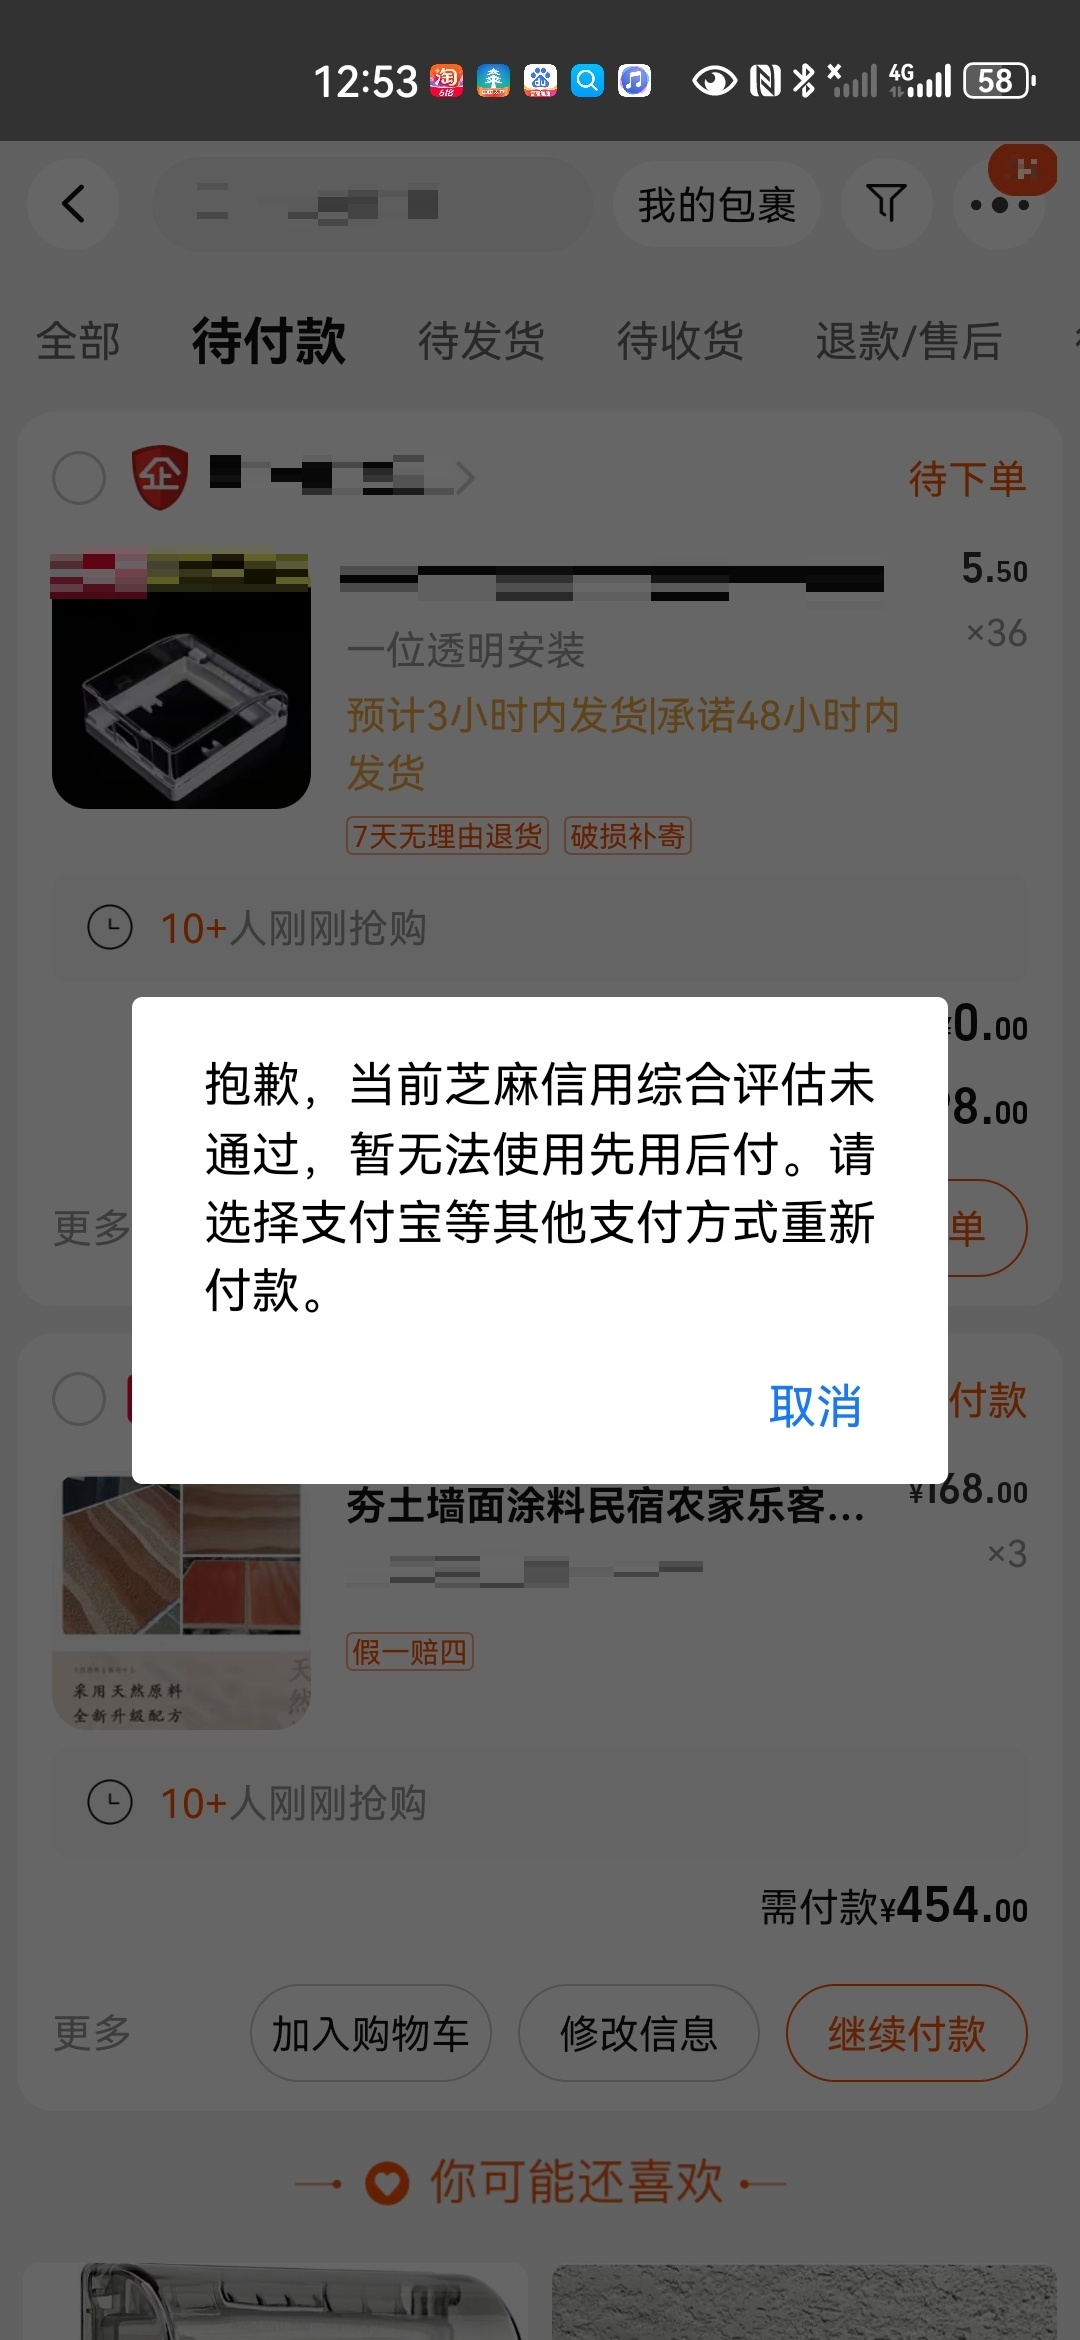 12:53
4G
58
我的包裹
全部 待付款 待发货 待收货 退款/售后
企
待下单
5.50
×36
一位透明安装
预计3小时内发货|承诺48小时内
发货
7天无理由退货 破损补寄
10+人刚刚抢购
0.00
8.00
抱歉，当前芝麻信用综合评估未
通过，暂无法使用先用后付。请
选择支付宝等其他支付方式重新
付款。
取消
更多
单
付款
夯土墙面涂料民宿农家乐客...
¥168.00
×3
假一赔四
采用天然原料
全新升级配方
天然
10+人刚刚抢购
需付款¥454.00
更多 加入购物车 修改信息 继续付款
你可能还喜欢